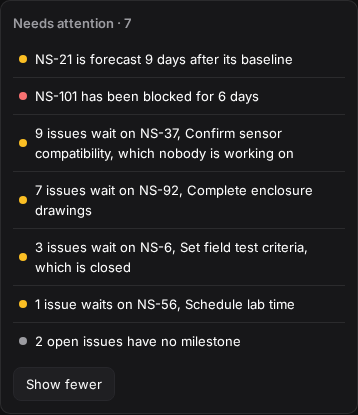 Needs attention · 7
NS-21 is forecast 9 days after its baseline
NS-101 has been blocked for 6 days
9 issues wait on NS-37, Confirm sensor
compatibility, which nobody is working on
7 issues wait on NS-92, Complete enclosure
drawings
3 issues wait on NS-6, Set field test criteria,
which is closed
1 issue waits on NS-56, Schedule lab time
2 open issues have no milestone
Show fewer